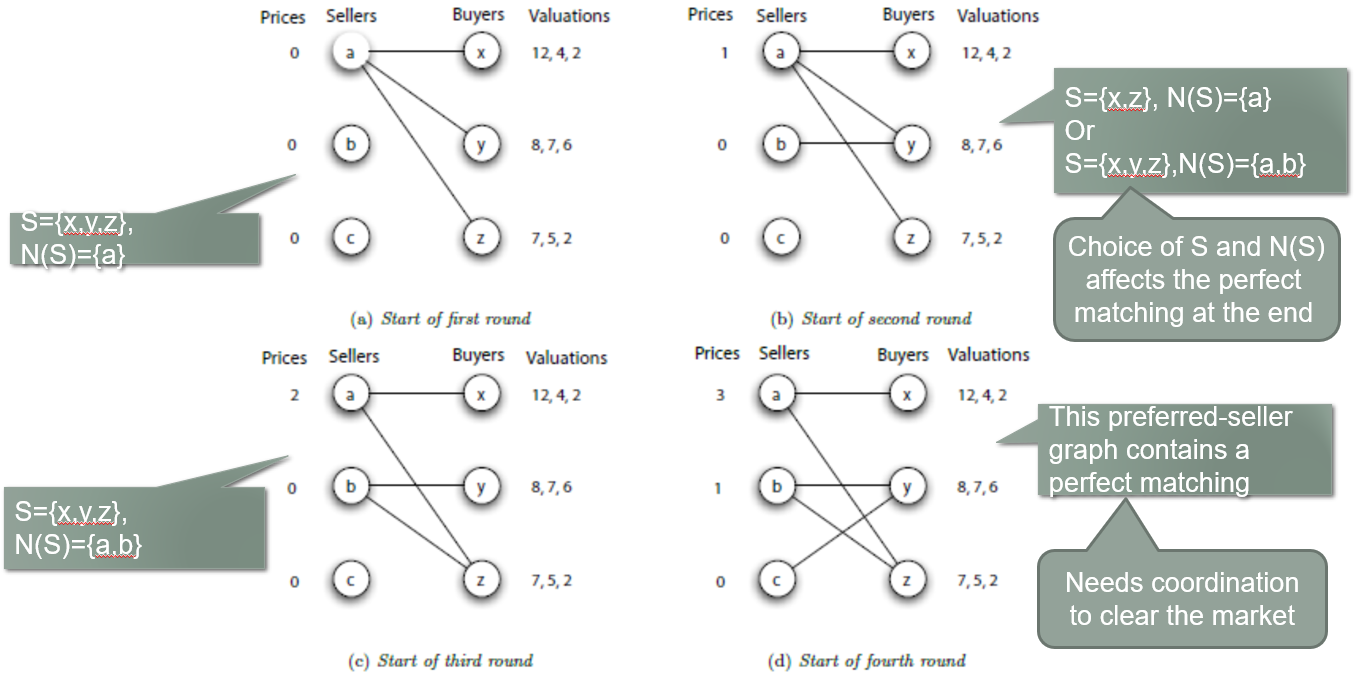 Prices Sellers Buyers Valuations
0 a x 12, 4, 2
0 b y 8, 7, 6
0 c z 7, 5, 2
(a) Start of first round
S={x,y,z},
N(S)={a}
Prices Sellers Buyers Valuations
1 a x 12, 4, 2
0 b y 8, 7, 6
0 c z 7, 5, 2
(b) Start of second round
S={x,z}, N(S)={a}
Or
S={x,y,z},N(S)={a,b}
Choice of S and N(S)
affects the perfect
matching at the end
Prices Sellers Buyers Valuations
2 a x 12, 4, 2
0 b y 8, 7, 6
0 c z 7, 5, 2
(c) Start of third round
S={x,y,z},
N(S)={a,b}
Prices Sellers Buyers Valuations
3 a x 12, 4, 2
1 b y 8, 7, 6
0 c z 7, 5, 2
(d) Start of fourth round
This preferred-seller
graph contains a
perfect matching
Needs coordination
to clear the market